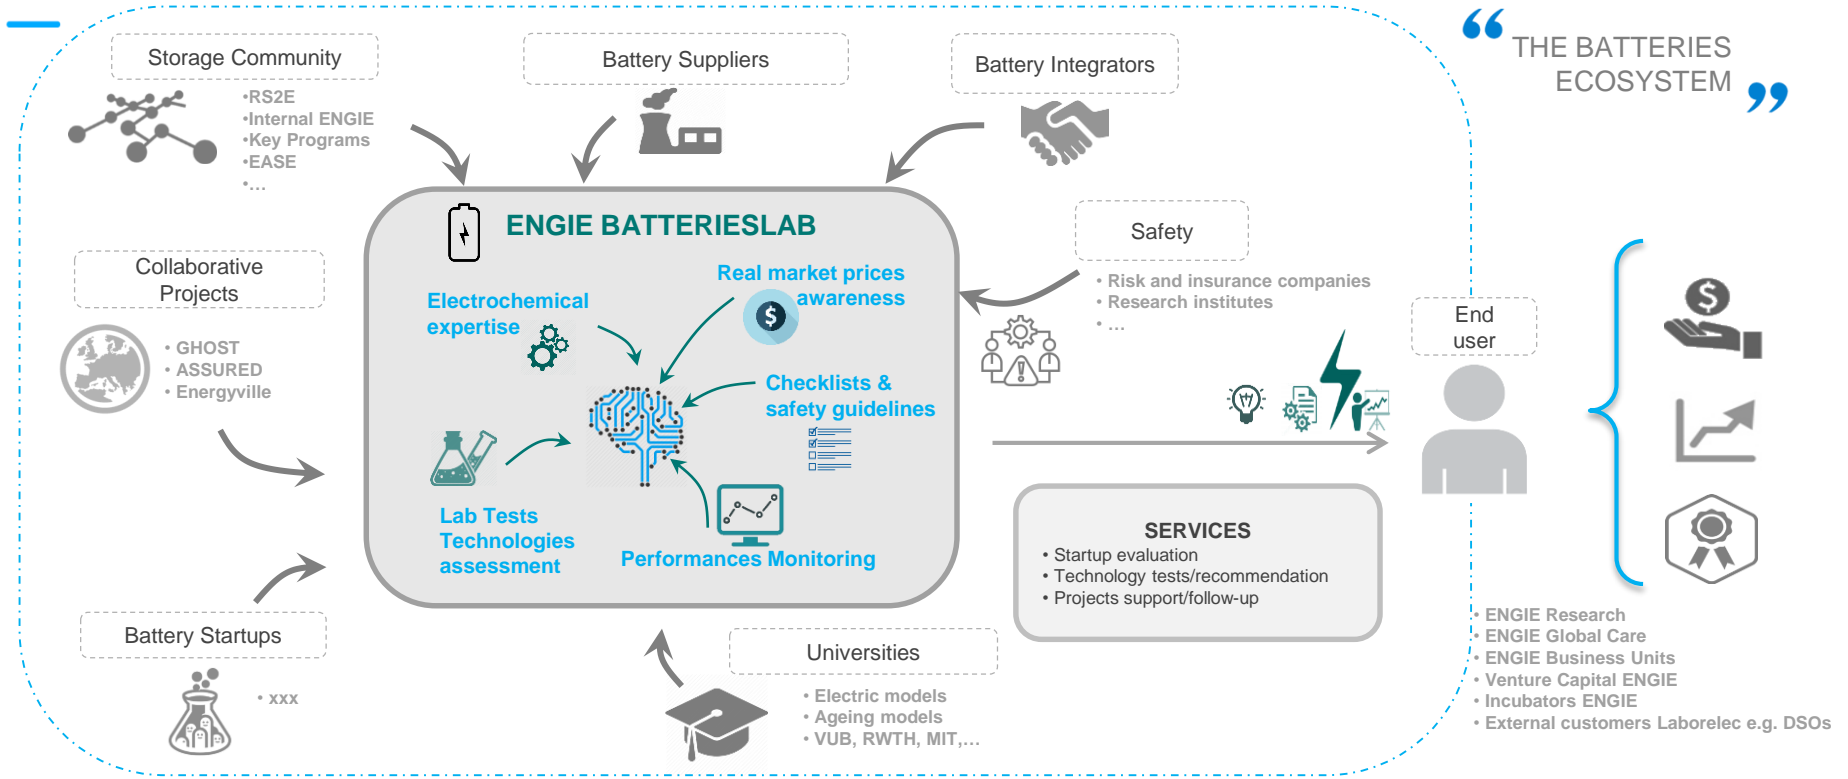 THE BATTERIES
ECOSYSTEM
Storage Community
•RS2E
•Internal ENGIE
•Key Programs
•EASE
•...
Battery Suppliers
Battery Integrators
Collaborative
Projects
• GHOST
• ASSURED
• Energyville
ENGIE BATTERIESLAB
Electrochemical
expertise
Real market prices
awareness
Checklists &
safety guidelines
Lab Tests
Technologies
assessment
Performances Monitoring
Safety
• Risk and insurance companies
• Research institutes
• ...
End
user
SERVICES
• Startup evaluation
• Technology tests/recommendation
• Projects support/follow-up
Battery Startups
• xxx
Universities
• Electric models
• Ageing models
• VUB, RWTH, MIT,...
• ENGIE Research
• ENGIE Global Care
• ENGIE Business Units
• Venture Capital ENGIE
• Incubators ENGIE
• External customers Laborelec e.g. DSOs